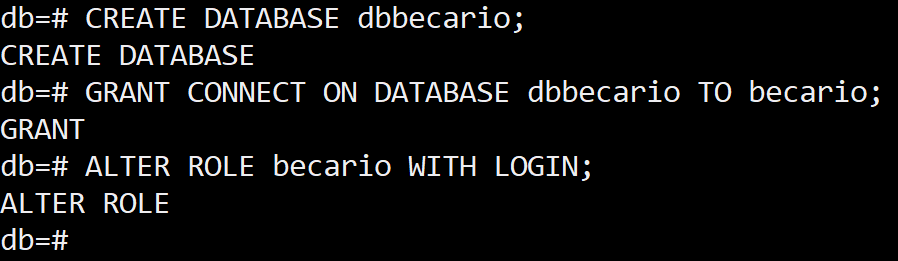 db=# CREATE DATABASE dbbecario;
CREATE DATABASE
db=# GRANT CONNECT ON DATABASE dbbecario TO becario;
GRANT
db=# ALTER ROLE becario WITH LOGIN;
ALTER ROLE
db=#